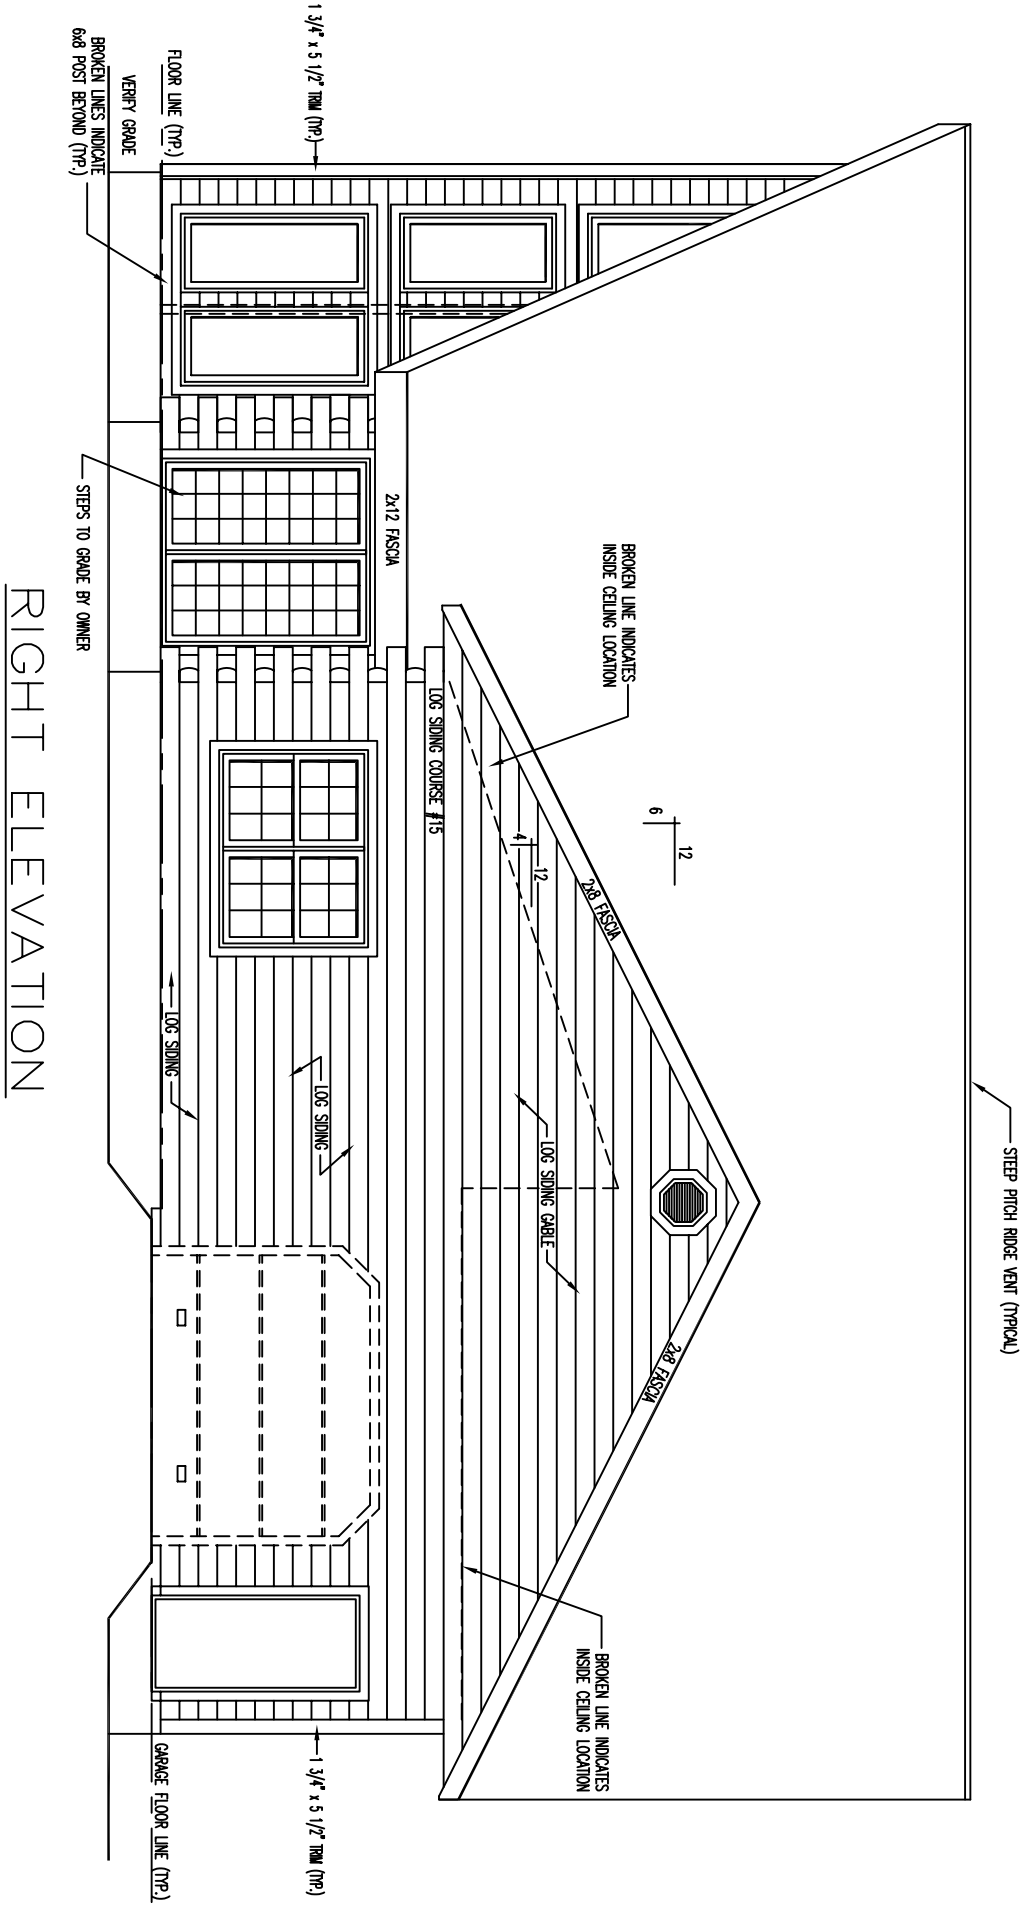 STEEP PITCH RIDGE VENT (TYPICAL)
12
6
2x8 FASCIA
2x8 FASCIA
BROKEN LINE INDICATES
INSIDE CEILING LOCATION
BROKEN LINE INDICATES
INSIDE CEILING LOCATION
12
4
LOG SIDING GABLE
LOG SIDING COURSE #15
2x12 FASCIA
1 3/4" x 5 1/2" TRIM (TYP.)
LOG SIDING
1 3/4" x 5 1/2" TRIM (TYP.)
FLOOR LINE (TYP.)
LOG SIDING
GARAGE FLOOR LINE (TYP.)
VERIFY GRADE
BROKEN LINES INDICATE
6x8 POST BEYOND (TYP.)
STEPS TO GRADE BY OWNER
RIGHT ELEVATION